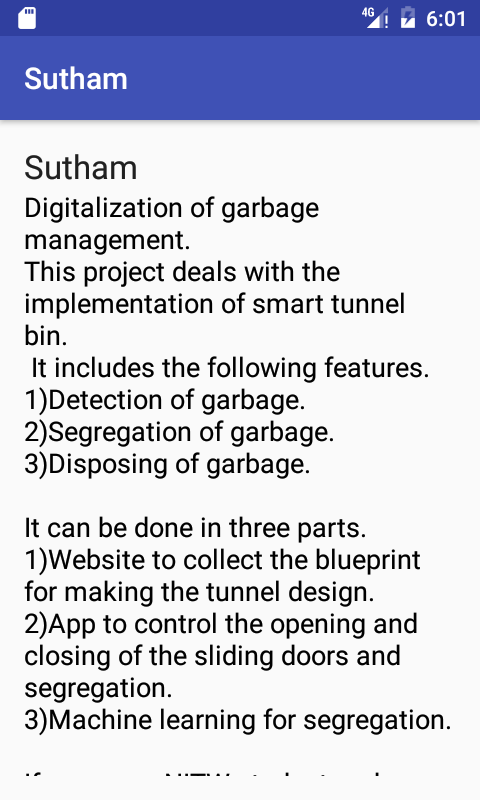 4G 6:01
Sutham
Sutham
Digitalization of garbage
management.
This project deals with the
implementation of smart tunnel
bin.
It includes the following features.
1)Detection of garbage.
2)Segregation of garbage.
3)Disposing of garbage.
It can be done in three parts.
1)Website to collect the blueprint
for making the tunnel design.
2)App to control the opening and
closing of the sliding doors and
segregation.
3)Machine learning for segregation.